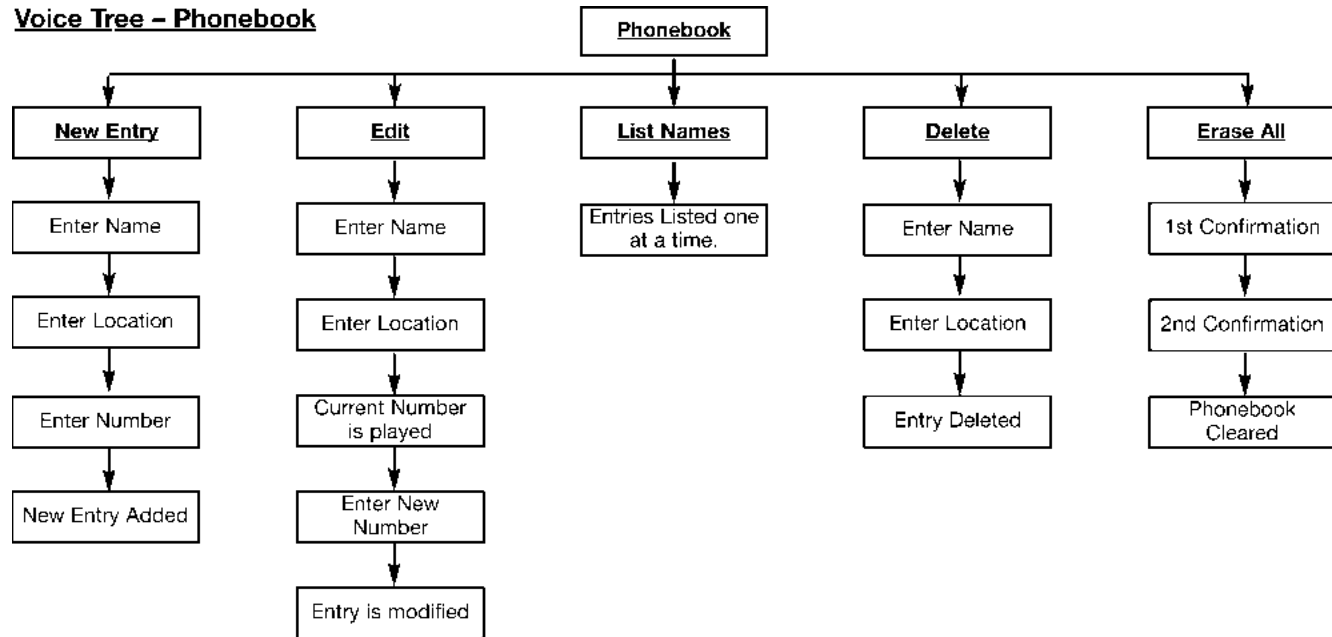 Voice Tree – Phonebook
Phonebook
New Entry
Edit
List Names
Delete
Erase All
Enter Name
Enter Name
Entries Listed one
at a time.
Enter Name
1st Confirmation
Enter Location
Enter Location
Enter Location
2nd Confirmation
Enter Number
Current Number
is played
Entry Deleted
Phonebook
Cleared
New Entry Added
Enter New
Number
Entry is modified